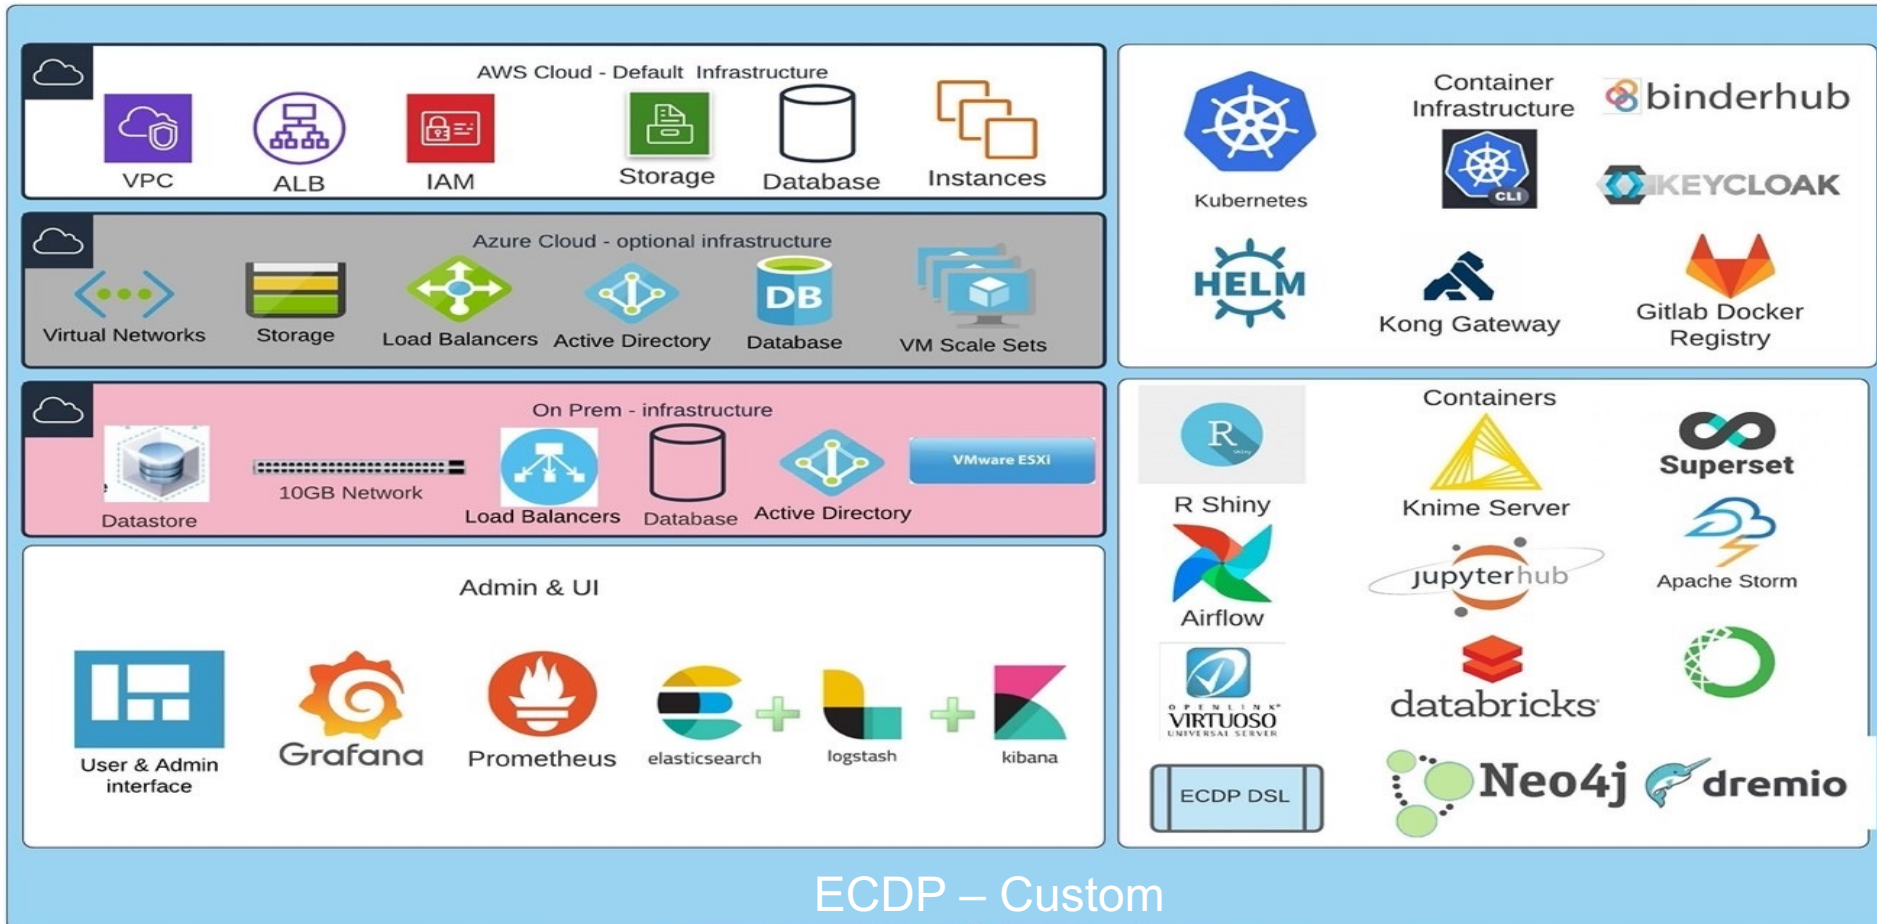 AWS Cloud - Default Infrastructure
VPC
ALB
IAM
Storage
Database
Instances
Azure Cloud - optional infrastructure
Virtual Networks
Storage
Load Balancers
Active Directory
DB
Database
VM Scale Sets
On Prem - infrastructure
e
Datastore
10GB Network
Load Balancers
Database
Active Directory
VMware ESXi
Admin & UI
User & Admin
interface
Grafana
Prometheus
elasticsearch
logstash
kibana
Kubernetes
Container
Infrastructure
CLI
binderhub
KEYCLOAK
HELM
Kong Gateway
Gitlab Docker
Registry
Containers
R
Shiny
R Shiny
Knime Server
Superset
Airflow
jupyterhub
Apache Storm
OPENLINK
VIRTUOSO
UNIVERSAL SERVER
databricks
ECDP DSL
Neo4j
dremio
ECDP – Custom